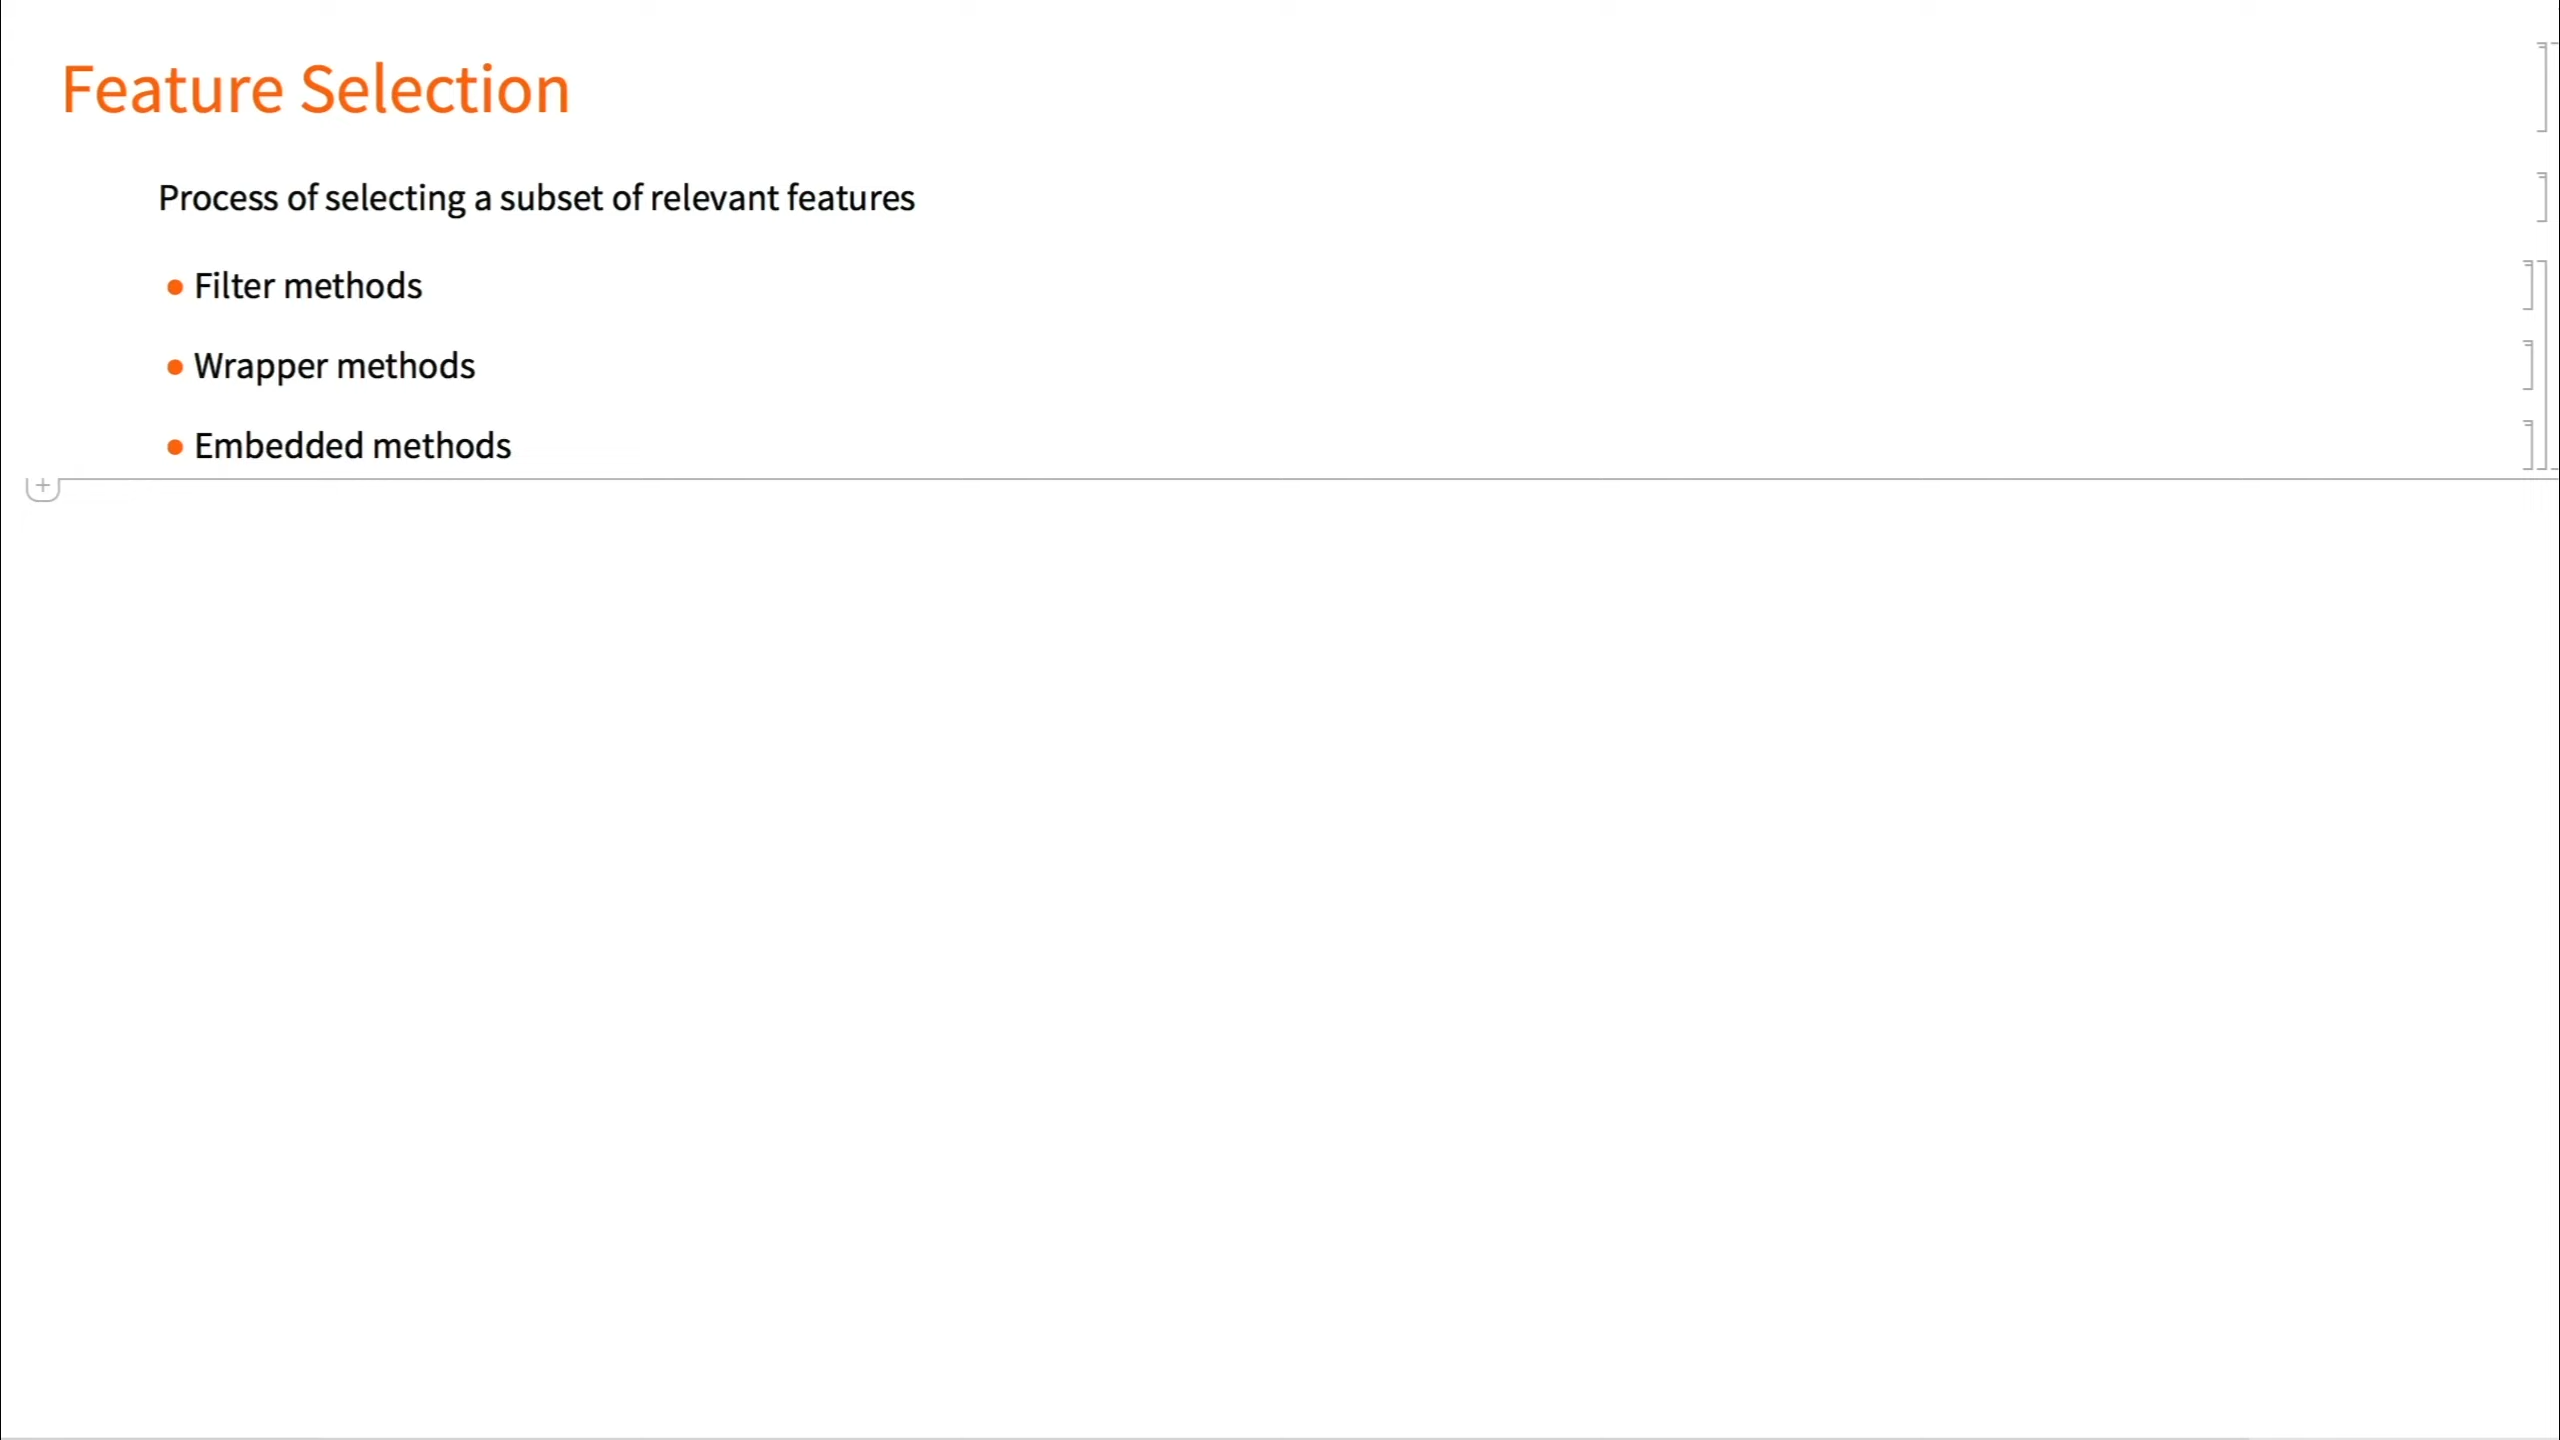 Feature Selection
Process of selecting a subset of relevant features
● Filter methods
● Wrapper methods
● Embedded methods
+